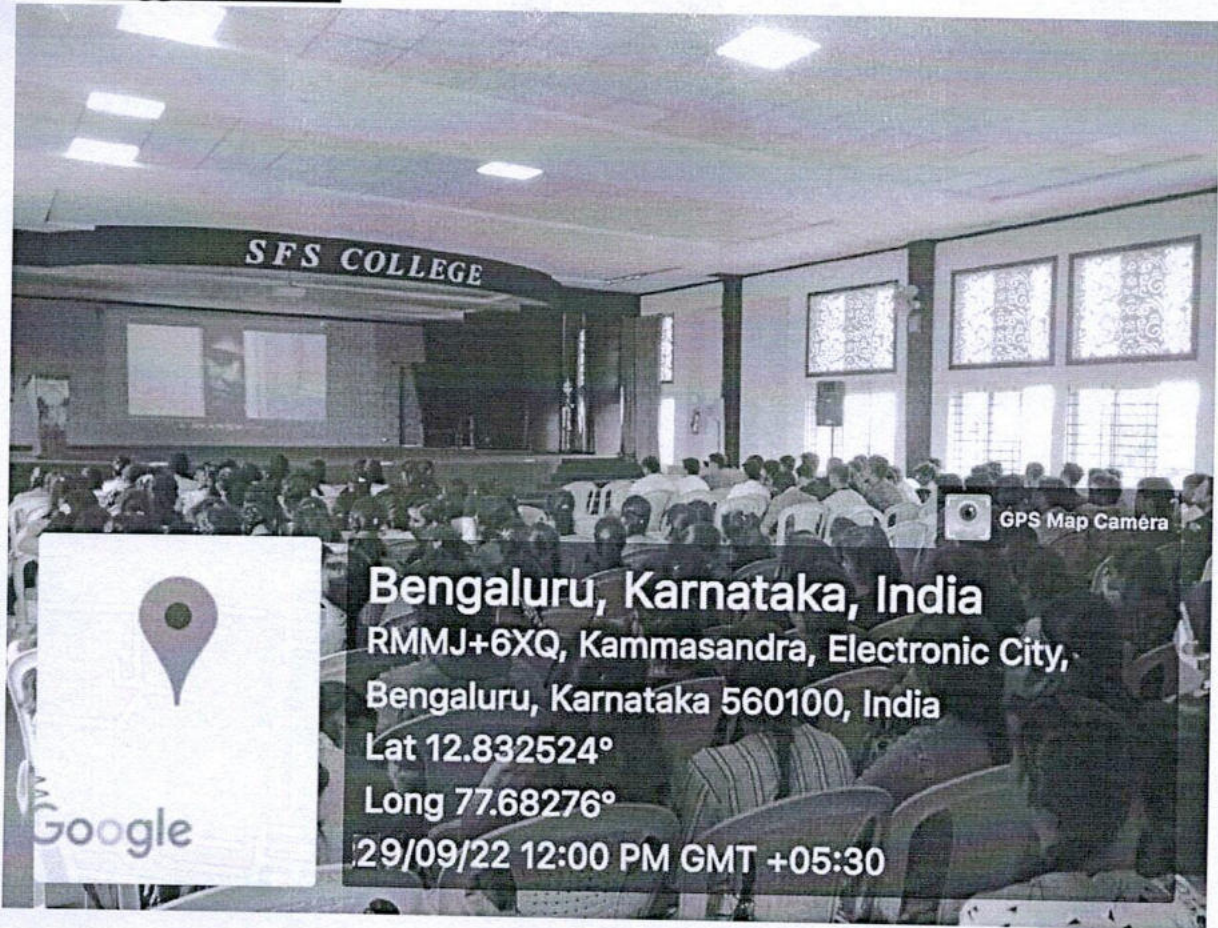 SFS COLLEGE
GPS Map Camera
Bengaluru, Karnataka, India
RMMJ+6XQ, Kammasandra, Electronic City,
Bengaluru, Karnataka 560100, India
Lat 12.832524°
Long 77.68276°
29/09/22 12:00 PM GMT +05:30
Google